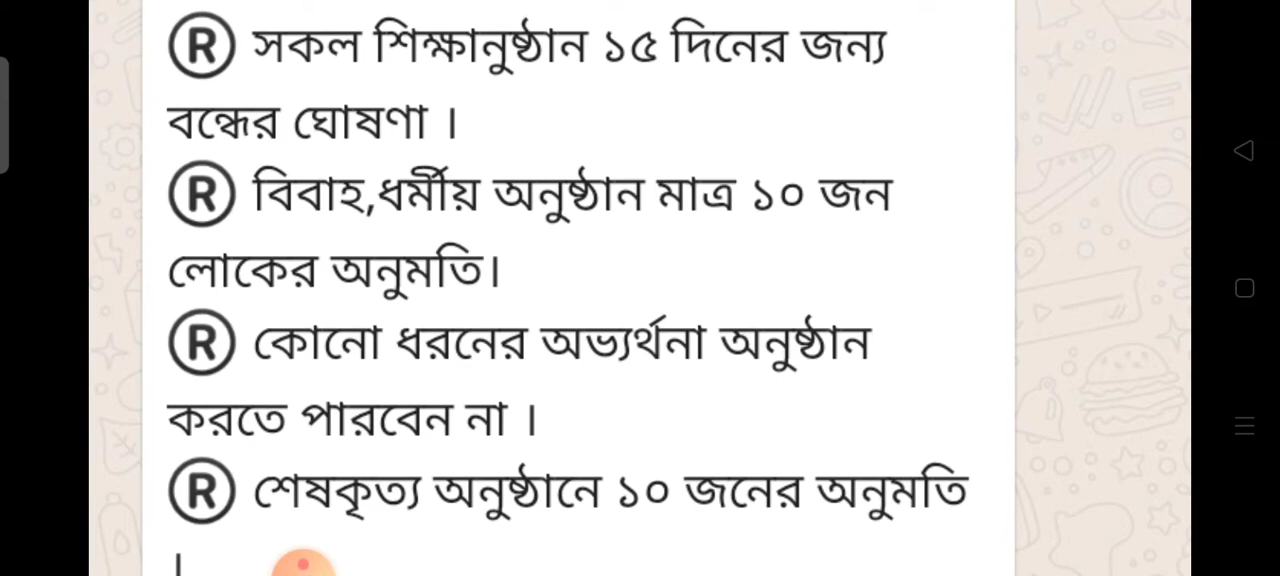 ® সকল শিক্ষানুষ্ঠান ১৫ দিনের জন্য
বন্ধের ঘোষণা ।
® বিবাহ,ধর্মীয় অনুষ্ঠান মাত্র ১০ জন
লোকের অনুমতি।
® কোনো ধরনের অভ্যর্থনা অনুষ্ঠান
করতে পারবেন না ।
® শেষকৃত্য অনুষ্ঠানে ১০ জনের অনুমতি
।